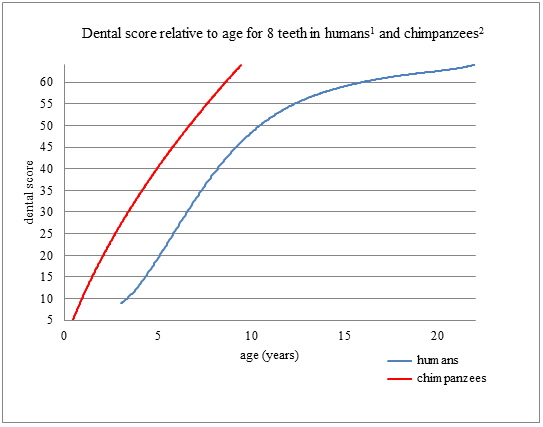 Dental score relative to age for 8 teeth in humans¹ and chimpanzees²
60
55
50
45
40
35
30
25
20
15
10
5
dental score
0 5 10 15 20
age (years)
humans
chimpanzees